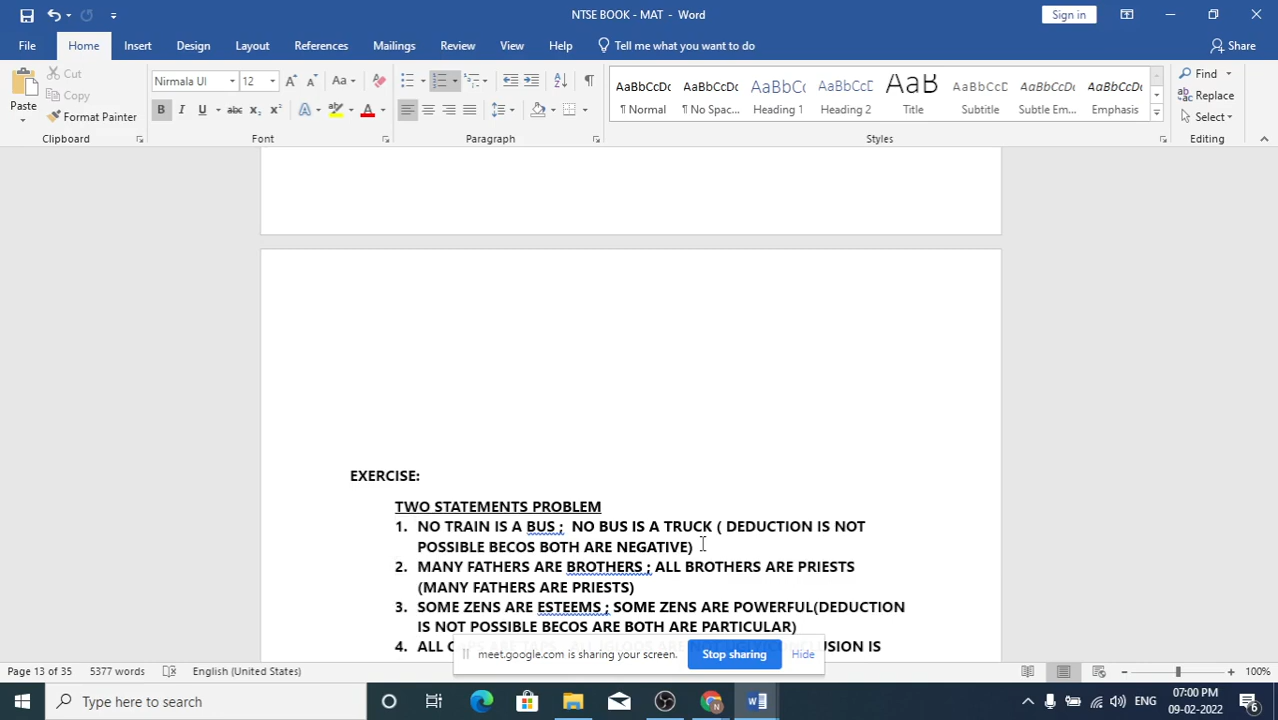 NTSE BOOK - MAT - Word
Sign in
File Home Insert Design Layout References Mailings Review View Help Tell me what you want to do Share
Paste Cut Copy Format Painter
Nirmala UI 12
AaBbCcDc AaBbCcDc AaBbCc AaBbCcC AaB AaBbCcC AaBbCcDc AaBbCcDc
¶ Normal ¶ No Spac... Heading 1 Heading 2 Title Subtitle Subtle Em... Emphasis
Find Replace Select
Clipboard Font Paragraph Styles Editing
EXERCISE:
TWO STATEMENTS PROBLEM
1. NO TRAIN IS A BUS ; NO BUS IS A TRUCK ( DEDUCTION IS NOT
POSSIBLE BECOS BOTH ARE NEGATIVE)
2. MANY FATHERS ARE BROTHERS ; ALL BROTHERS ARE PRIESTS
(MANY FATHERS ARE PRIESTS)
3. SOME ZENS ARE ESTEEMS ; SOME ZENS ARE POWERFUL(DEDUCTION
IS NOT POSSIBLE BECOS ARE BOTH ARE PARTICULAR)
4. ALL
meet.google.com is sharing your screen. Stop sharing Hide
Page 13 of 35 5377 words English (United States) 100%
Type here to search
ENG
07:00 PM
09-02-2022
6